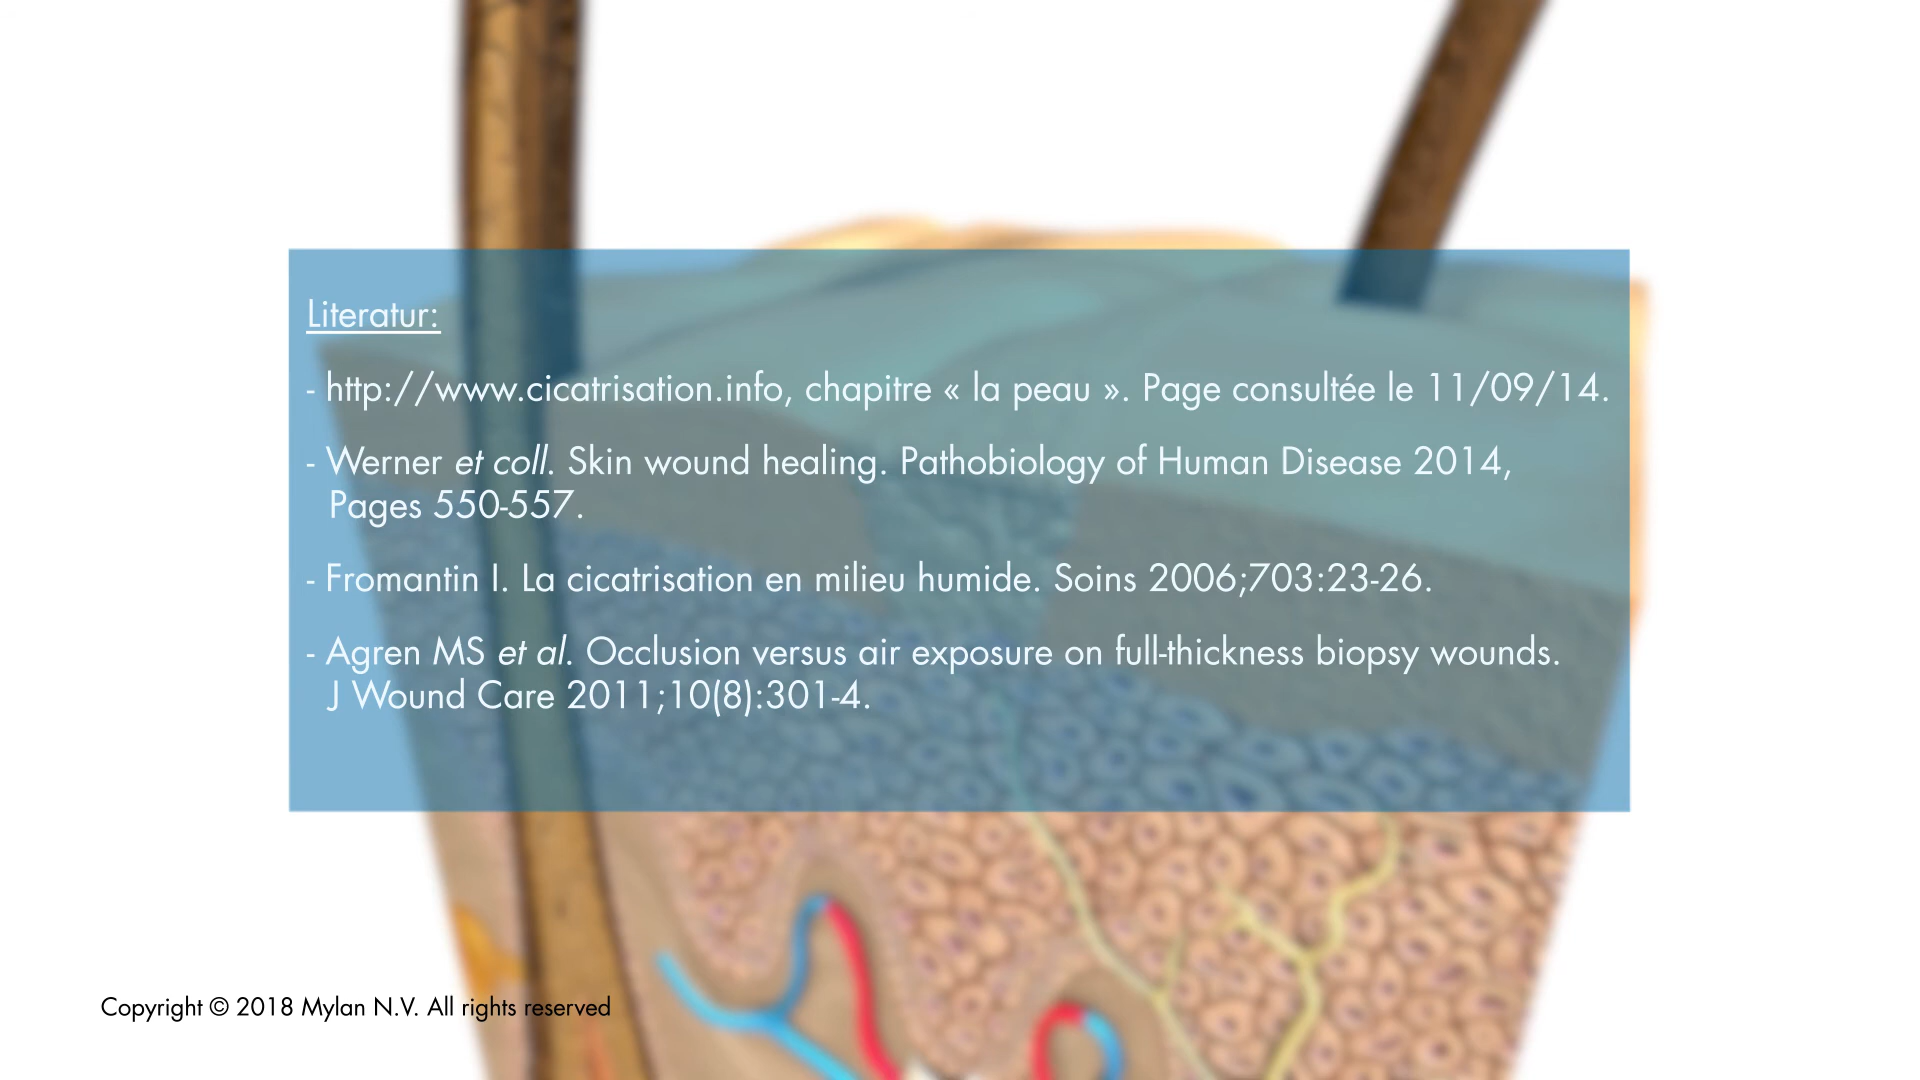 Literatur:
- http://www.cicatrisation.info, chapitre « la peau ». Page consultée le 11/09/14.
- Werner et coll. Skin wound healing. Pathobiology of Human Disease 2014,
Pages 550-557.
- Fromantin I. La cicatrisation en milieu humide. Soins 2006;703:23-26.
- Agren MS et al. Occlusion versus air exposure on full-thickness biopsy wounds.
J Wound Care 2011;10(8):301-4.
Copyright © 2018 Mylan N.V. All rights reserved